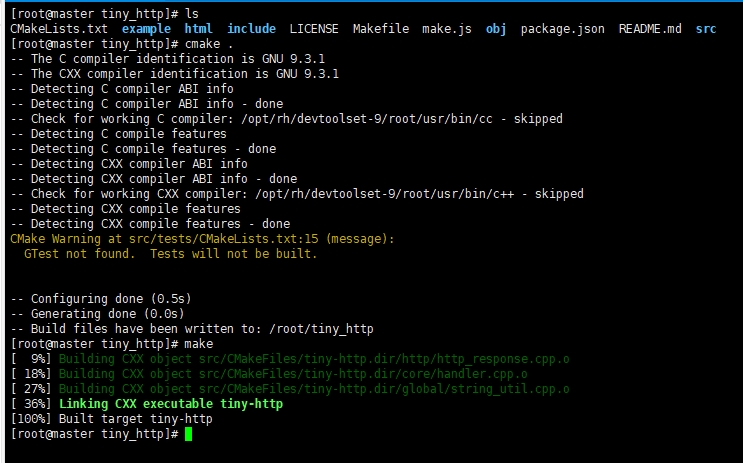 [root@master tiny_http]# ls
CMakeLists.txt example html include LICENSE Makefile make.js obj package.json README.md src
[root@master tiny_http]# cmake .
-- The C compiler identification is GNU 9.3.1
-- The CXX compiler identification is GNU 9.3.1
-- Detecting C compiler ABI info
-- Detecting C compiler ABI info - done
-- Check for working C compiler: /opt/rh/devtoolset-9/root/usr/bin/cc - skipped
-- Detecting C compile features
-- Detecting C compile features - done
-- Detecting CXX compiler ABI info
-- Detecting CXX compiler ABI info - done
-- Check for working CXX compiler: /opt/rh/devtoolset-9/root/usr/bin/c++ - skipped
-- Detecting CXX compile features
-- Detecting CXX compile features - done
CMake Warning at src/tests/CMakeLists.txt:15 (message):
GTest not found.  Tests will not be built.
-- Configuring done (0.5s)
-- Generating done (0.0s)
-- Build files have been written to: /root/tiny_http
[root@master tiny_http]# make
[  9%] Building CXX object src/CMakeFiles/tiny-http.dir/http/http_response.cpp.o
[ 18%] Building CXX object src/CMakeFiles/tiny-http.dir/core/handler.cpp.o
[ 27%] Building CXX object src/CMakeFiles/tiny-http.dir/global/string_util.cpp.o
[ 36%] Linking CXX executable tiny-http
[100%] Built target tiny-http
[root@master tiny_http]#